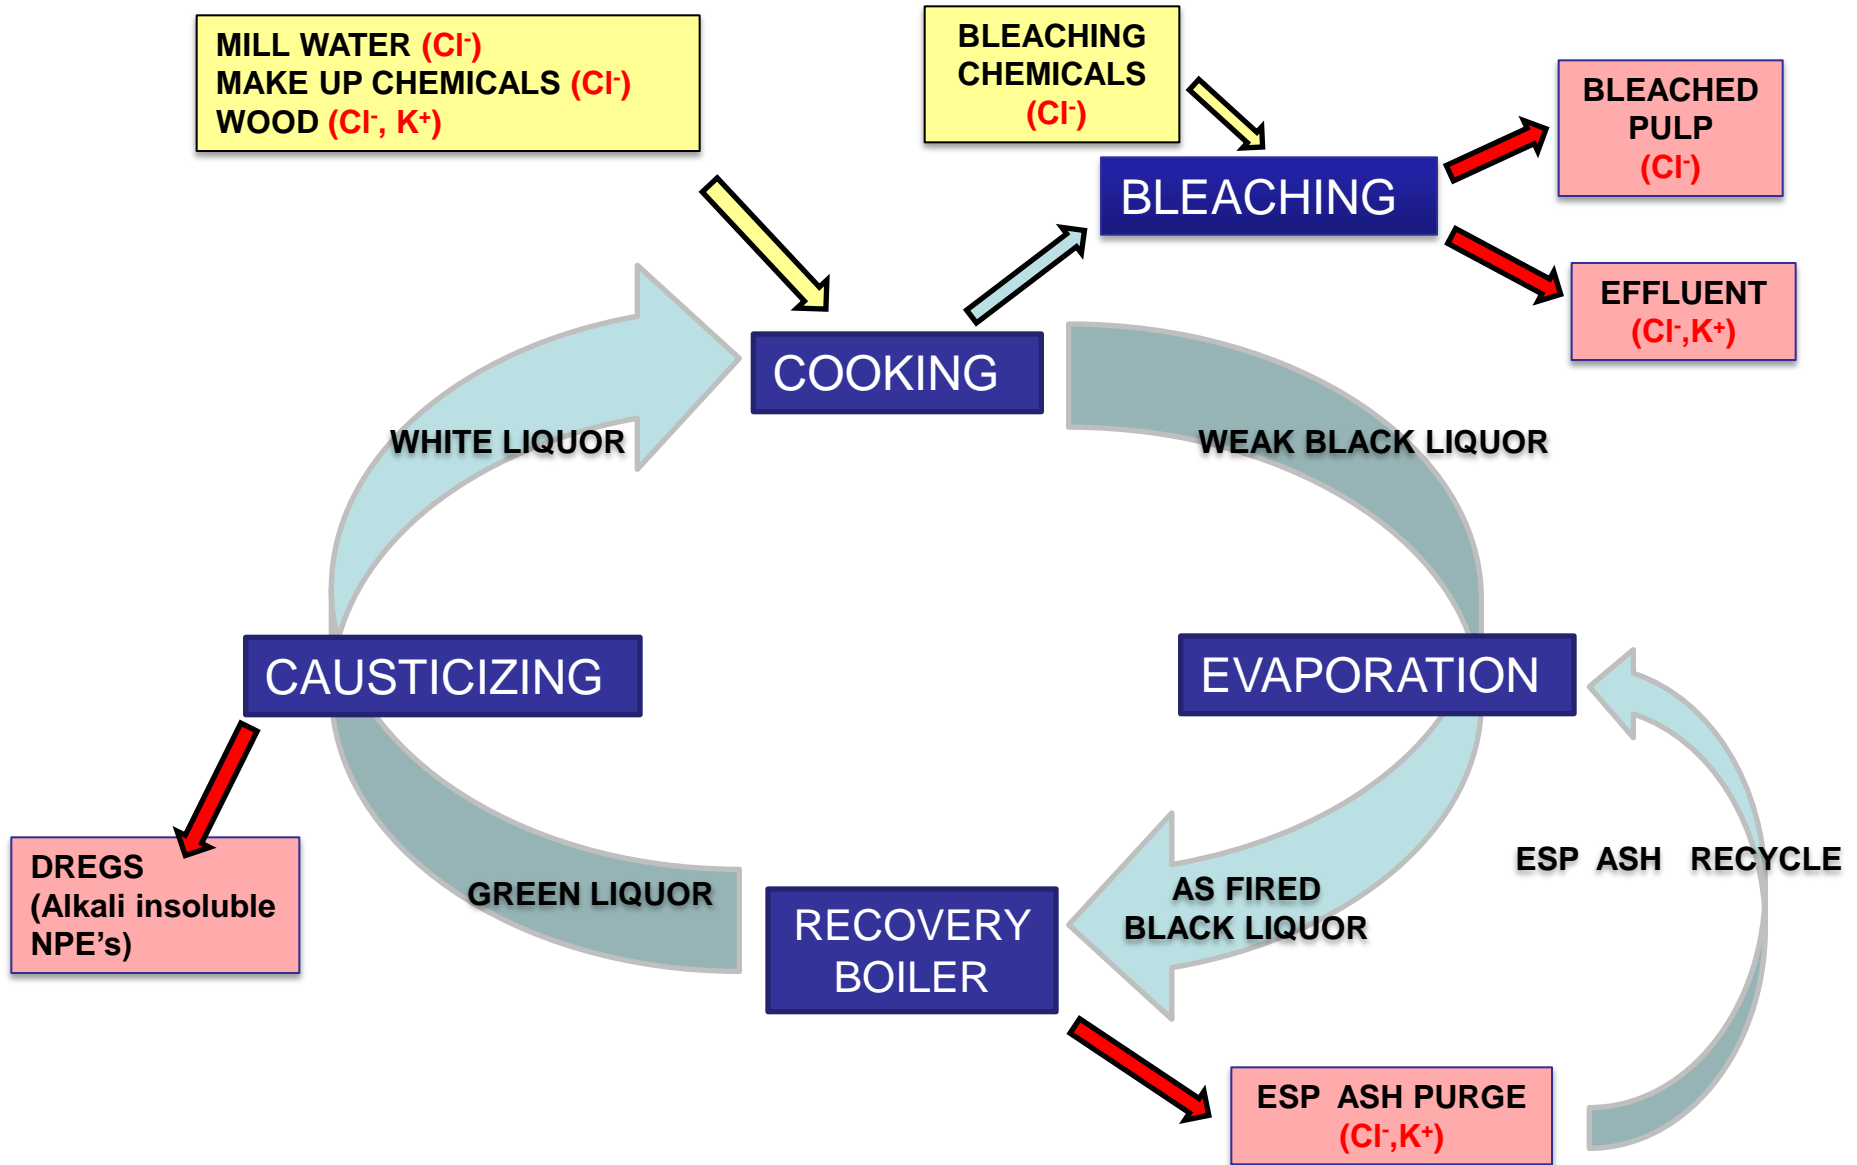 MILL WATER (Cl⁻)
MAKE UP CHEMICALS (Cl⁻)
WOOD (Cl⁻, K⁺)
BLEACHING
CHEMICALS
(Cl⁻)
BLEACHED
PULP
(Cl⁻)
BLEACHING
EFFLUENT
(Cl⁻,K⁺)
COOKING
WHITE LIQUOR
WEAK BLACK LIQUOR
CAUSTICIZING
EVAPORATION
DREGS
(Alkali insoluble
NPE’s)
GREEN LIQUOR
RECOVERY
BOILER
AS FIRED
BLACK LIQUOR
ESP ASH RECYCLE
ESP ASH PURGE
(Cl⁻,K⁺)